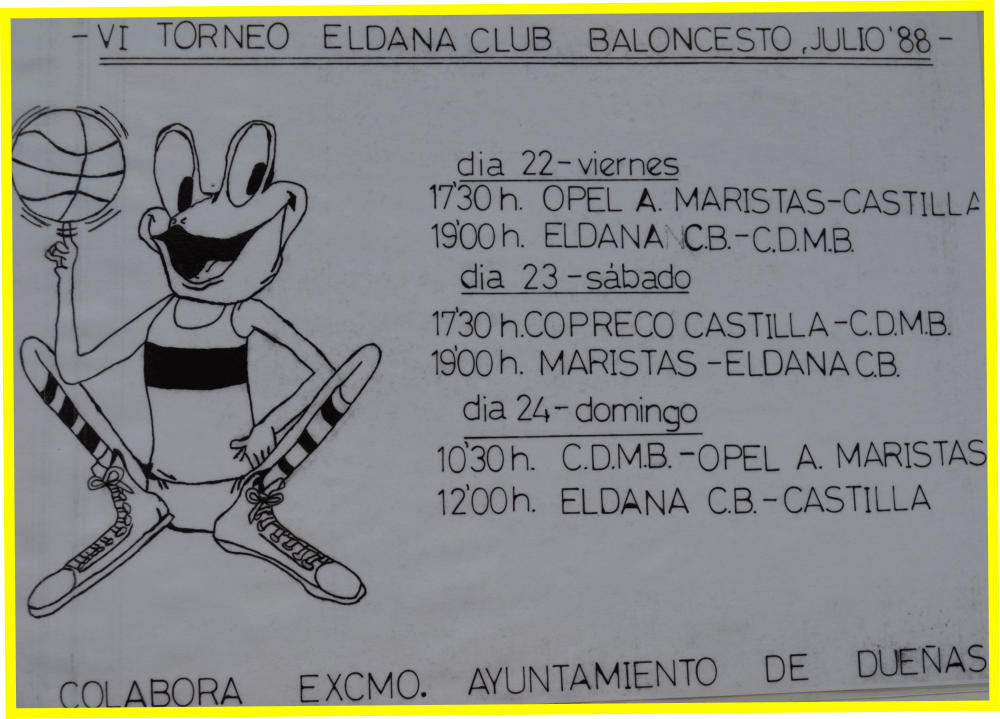 -VI TORNEO ELDANA CLUB BALONCESTO, JULIO'88-
dia 22-viernes
17'30 h. OPEL A. MARISTAS-CASTILLA
19'00 h. ELDANA C.B.-C.D.M.B.
dia 23-sábado
17'30 h. COPRECO CASTILLA-C.D.M.B.
19'00 h. MARISTAS-ELDANA C.B.
dia 24-domingo
10'30 h. C.D.M.B.-OPEL A. MARISTAS
12'00 h. ELDANA C.B.-CASTILLA
COLABORA EXCMO. AYUNTAMIENTO DE DUEÑAS